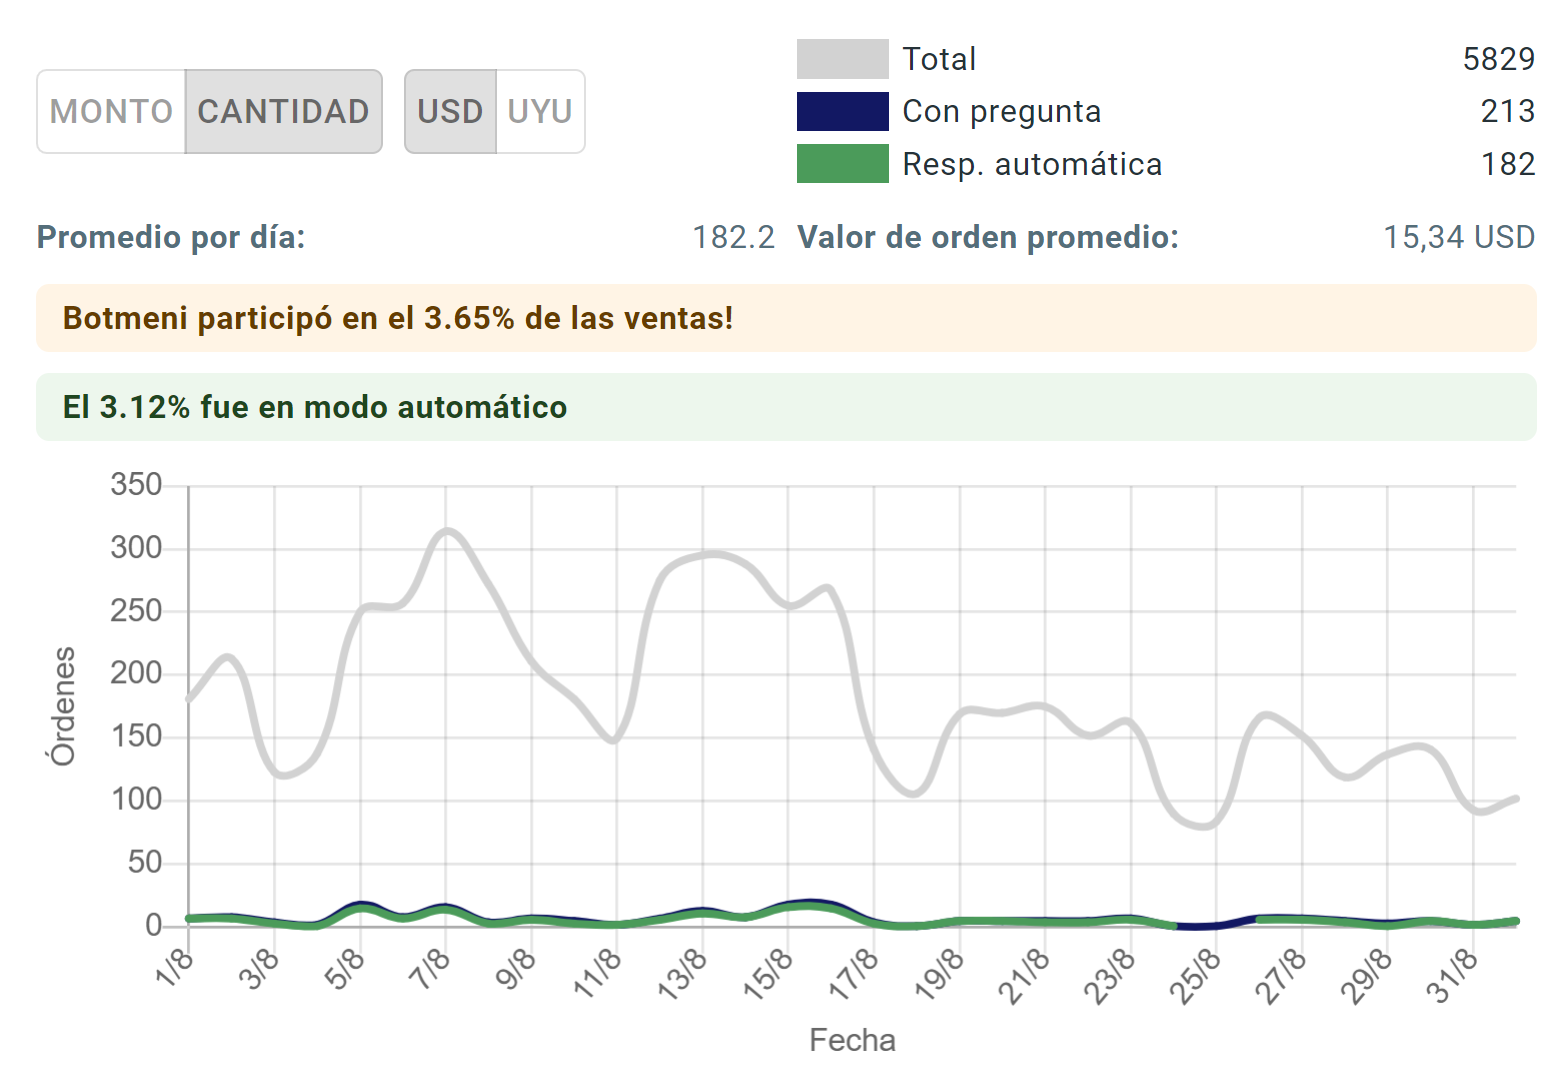 MONTO CANTIDAD USD UYU
Total 5829
Con pregunta 213
Resp. automática 182
Promedio por día: 182.2 Valor de orden promedio: 15,34 USD
Botmeni participó en el 3.65% de las ventas!
El 3.12% fue en modo automático
350
300
250
200
150
100
50
0
Órdenes
1/8 3/8 5/8 7/8 9/8 11/8 13/8 15/8 17/8 19/8 21/8 23/8 25/8 27/8 29/8 31/8
Fecha